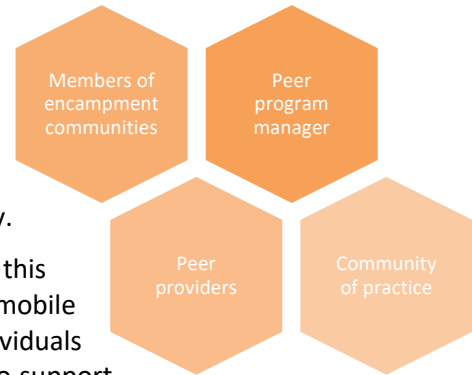 Members of
encampment
communities
Peer
program
manager
y.
this
mobile
viduals
Peer
providers
Community
of practice